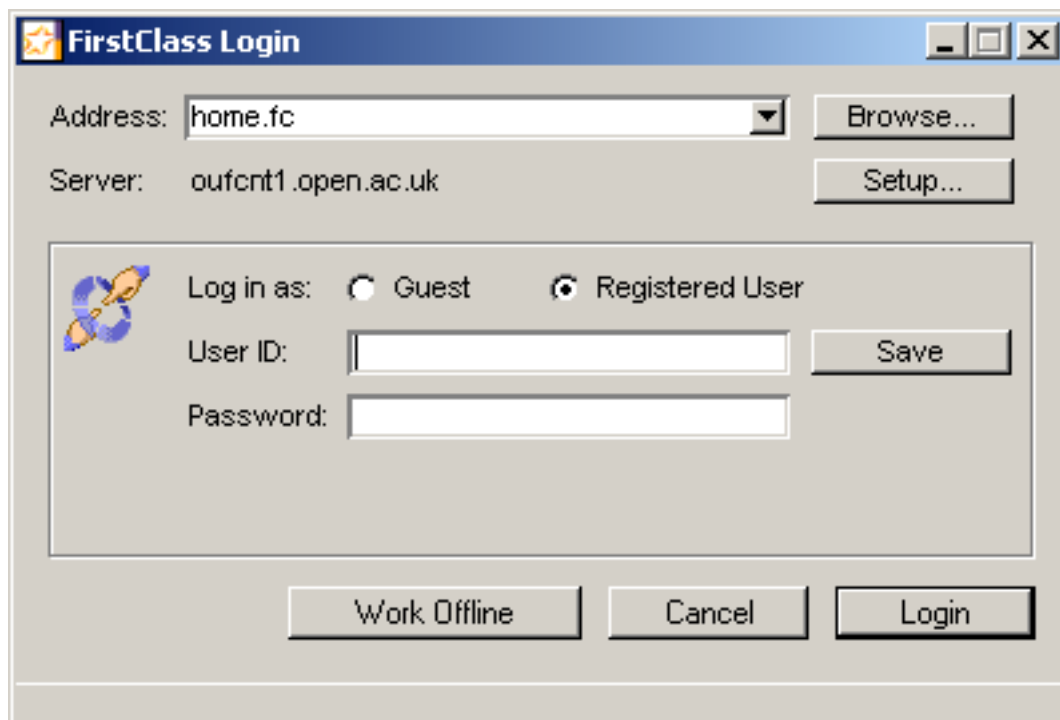 FirstClass Login
Address: home.fc Browse...
Server: oufcnt1.open.ac.uk Setup...
Log in as: Guest Registered User
User ID: Save
Password:
Work Offline Cancel Login